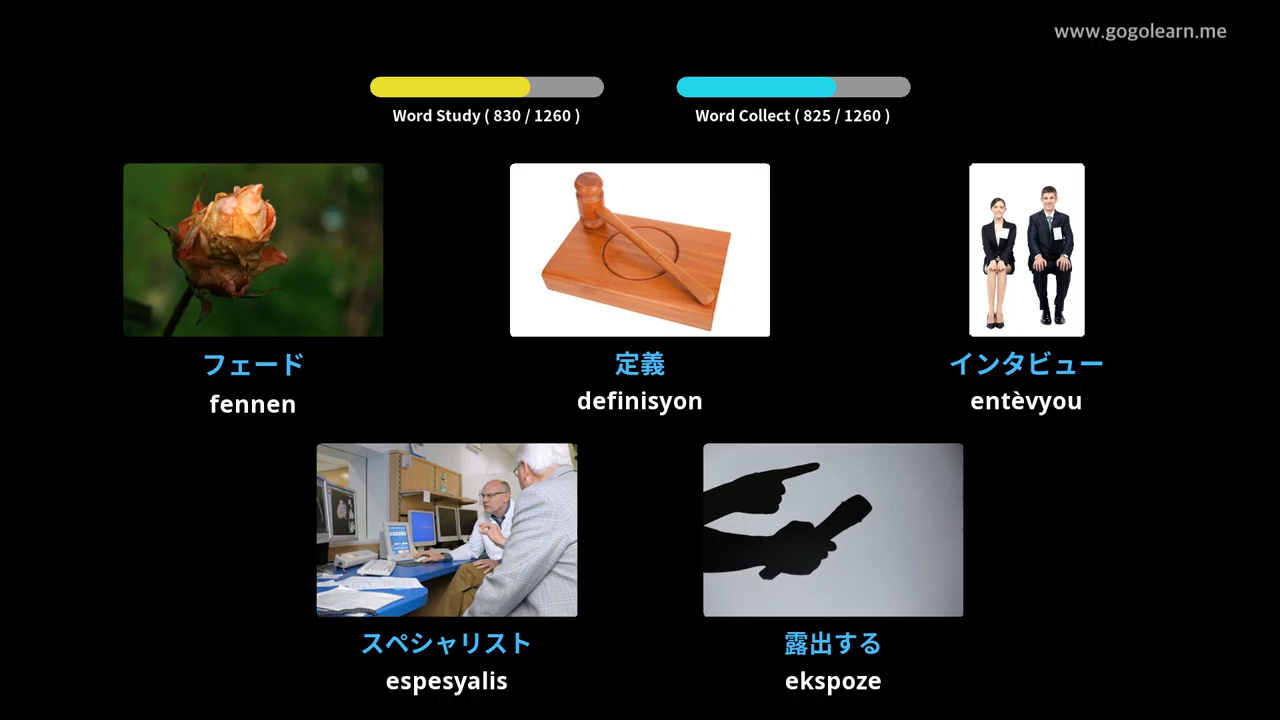 www.gogolearn.me
Word Study ( 830 / 1260 )
Word Collect ( 825 / 1260 )
フェード
fennen
定義
definisyon
インタビュー
entèvyou
スペシャリスト
espesyalis
露出する
ekspoze